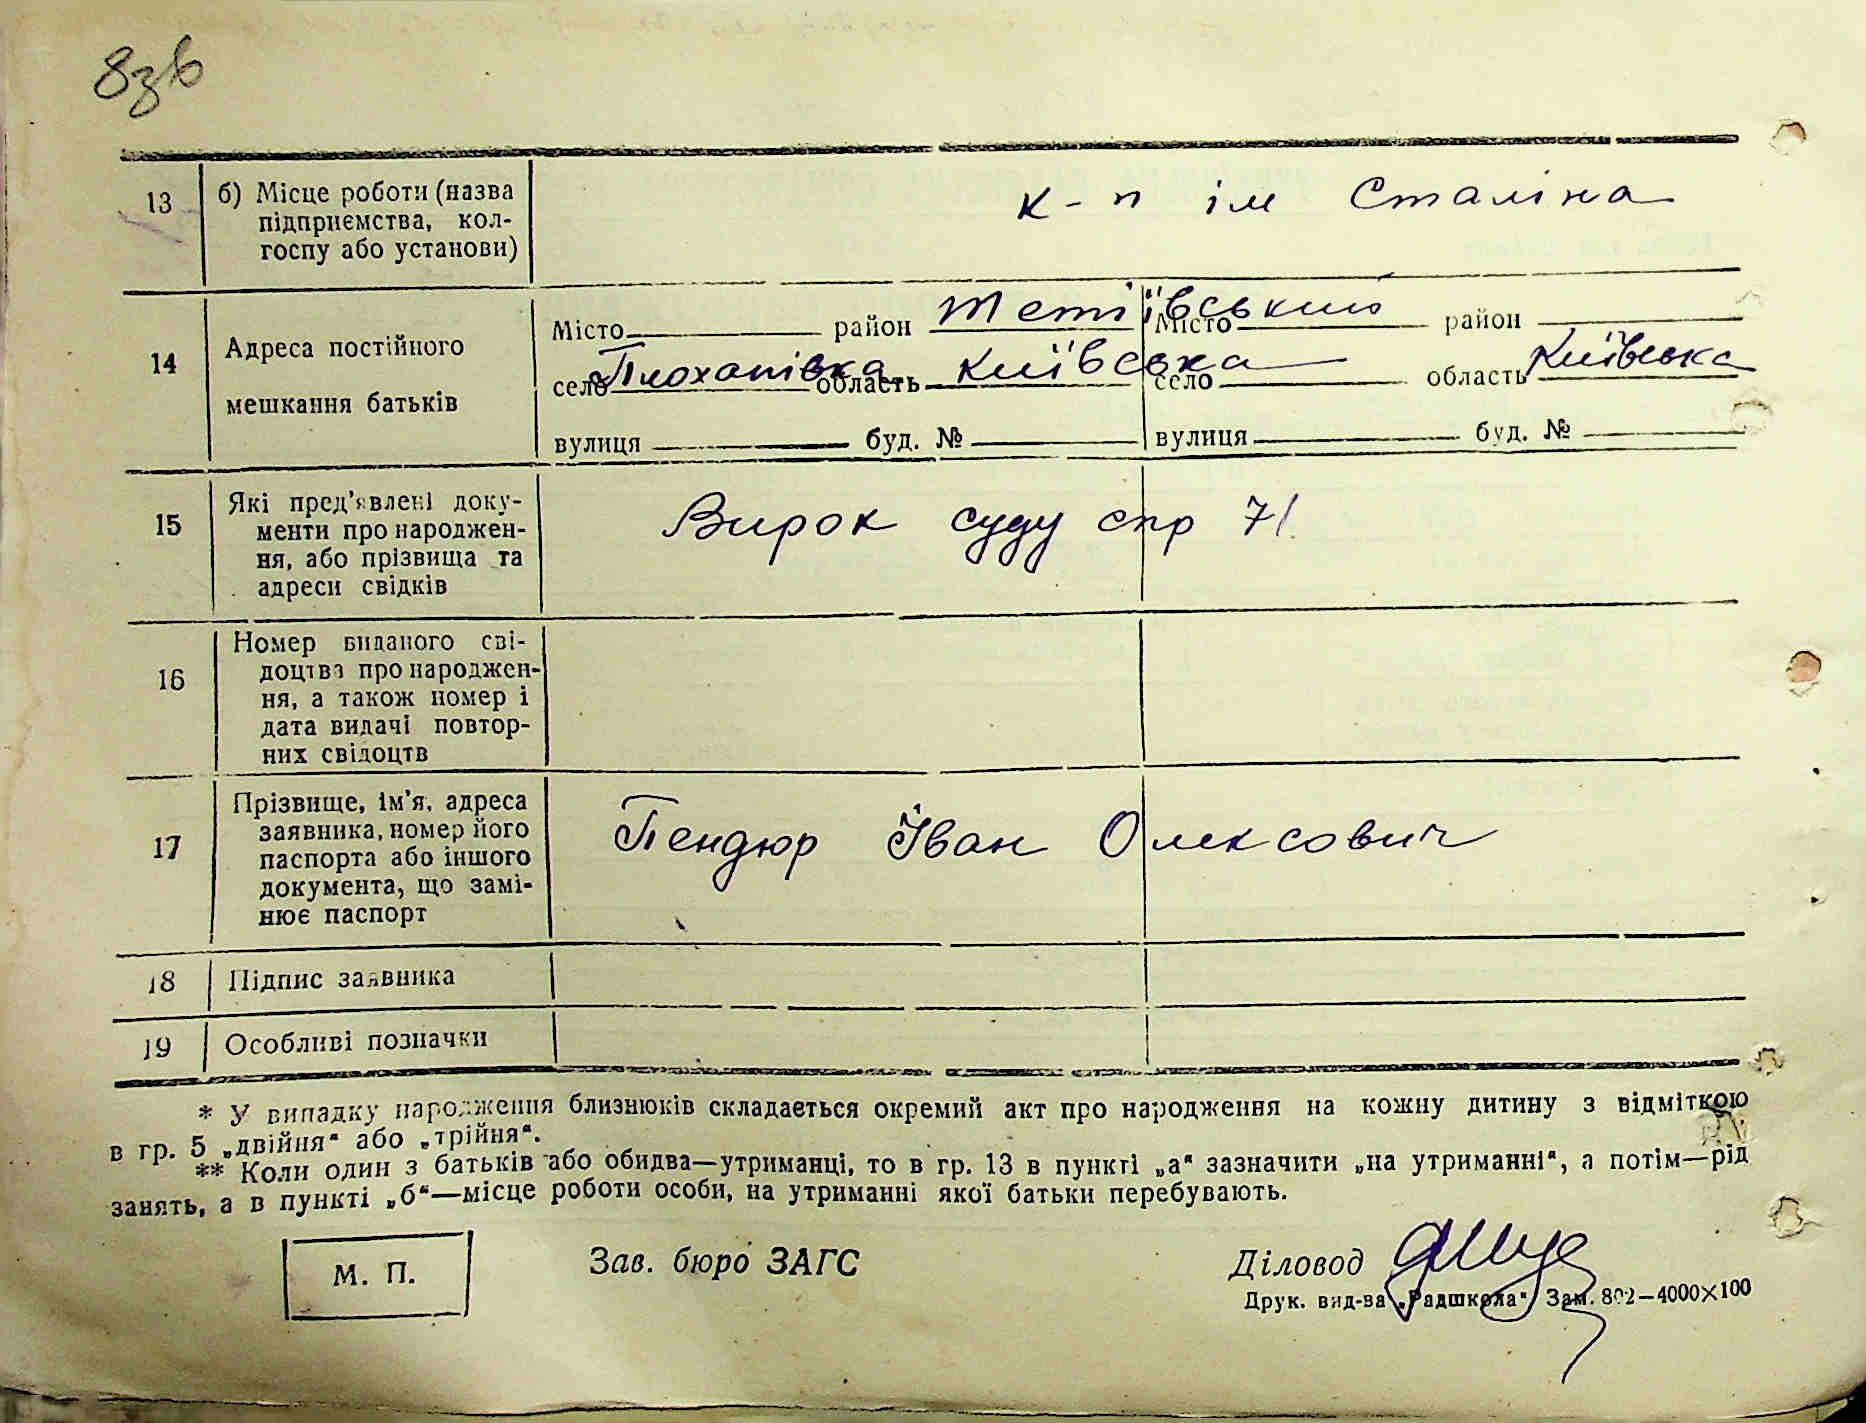 8зв
13 б) Місце роботи (назва
підприємства, кол-
госпу або установи)
к-п ім Сталіна
14 Адреса постійного
мешкання батьків
Місто район Тетіївський Місто район
село Плоханівка область Київська село область Київська
вулиця буд. № вулиця буд. №
15 Які пред'явлені доку-
менти про народжен-
ня, або прізвища та
адреси свідків
Вирок суду спр 71
16 Номер виданого сві-
доцтва про народжен-
ня, а також номер і
дата видачі повтор-
них свідоцтв
17 Прізвище, ім'я, адреса
заявника, номер його
паспорта або іншого
документа, що замі-
нює паспорт
Пендюр Іван Олексович
18 Підпис заявника
19 Особливі позначки
* У випадку народження близнюків складається окремий акт про народження на кожну дитину з відміткою
в гр. 5 „двійня“ або „трійня“.
** Коли один з батьків або обидва—утриманці, то в гр. 13 в пункті „а“ зазначити „на утриманні“, а потім—рід
занять, а в пункті „б“—місце роботи особи, на утриманні якої батьки перебувають.
М. П. Зав. бюро ЗАГС Діловод
Друк. вид-ва „Радшкола“ Зам. 802—4000×100